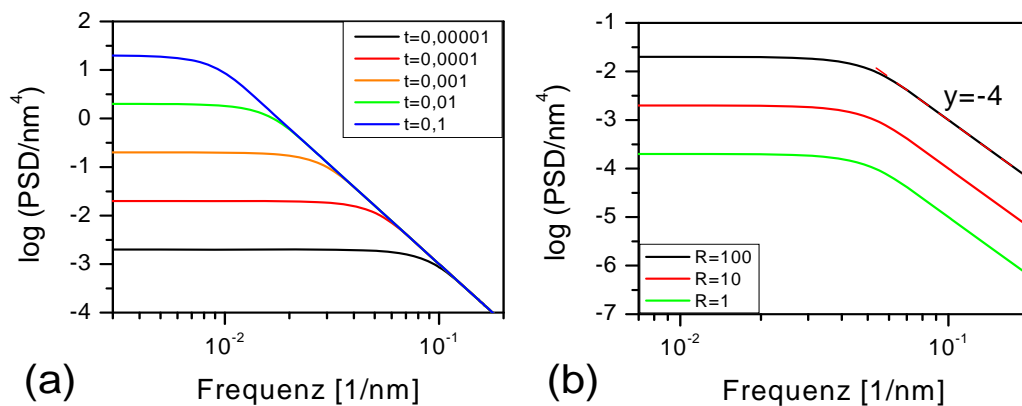 2
1
0
-1
-2
-3
-4
log (PSD/nm4)
10-2
10-1
Frequenz [1/nm]
t=0,00001
t=0,0001
t=0,001
t=0,01
t=0,1
(a)
-1
-2
-3
-4
-5
-6
-7
log (PSD/nm4)
10-2
10-1
Frequenz [1/nm]
y=-4
R=100
R=10
R=1
(b)